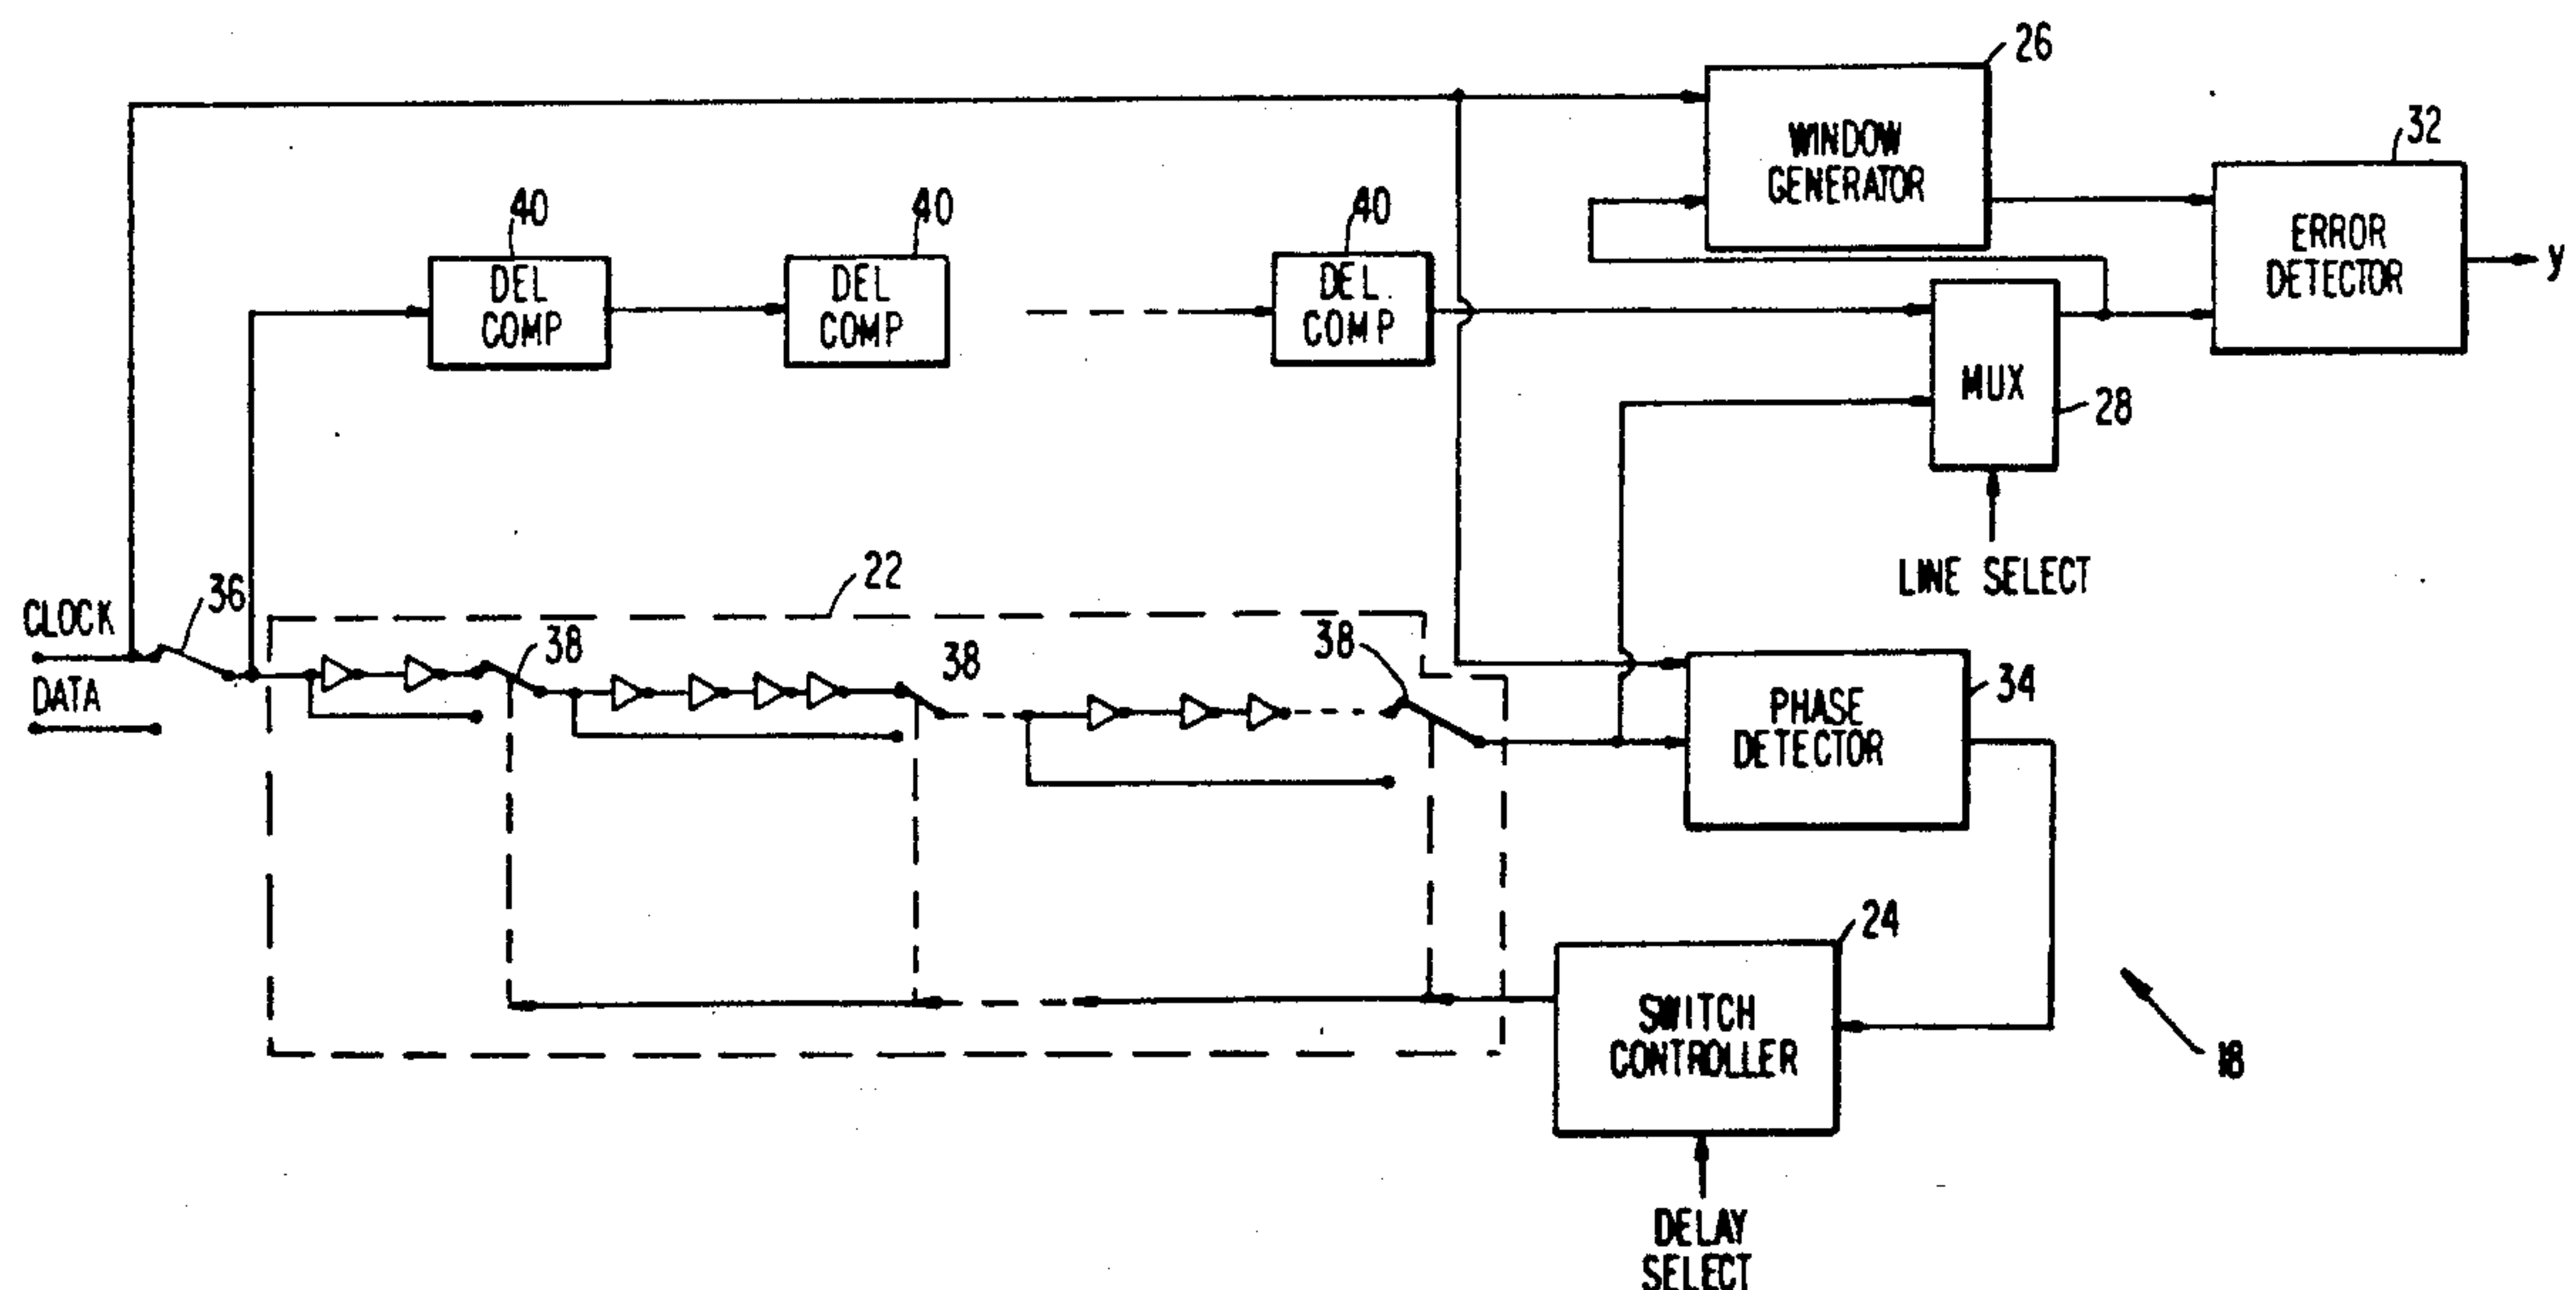 26
WINDOW
GENERATOR
32
ERROR
DETECTOR
y
40
40
40
DEL
COMP
DEL
COMP
DEL
COMP
MUX
28
LINE SELECT
22
CLOCK
36
DATA
38
38
38
PHASE
DETECTOR
34
24
SWITCH
CONTROLLER
18
DELAY
SELECT